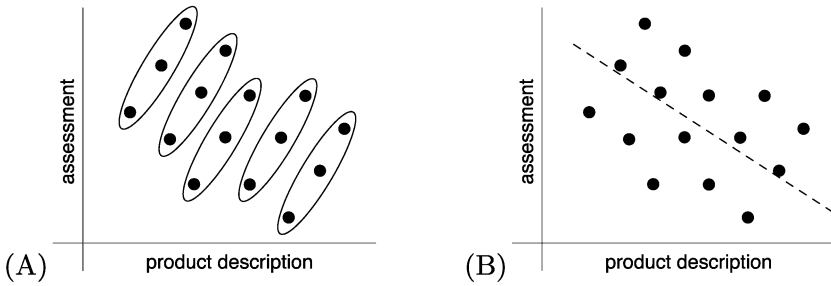 assessment
product description
(A)
assessment
product description
(B)